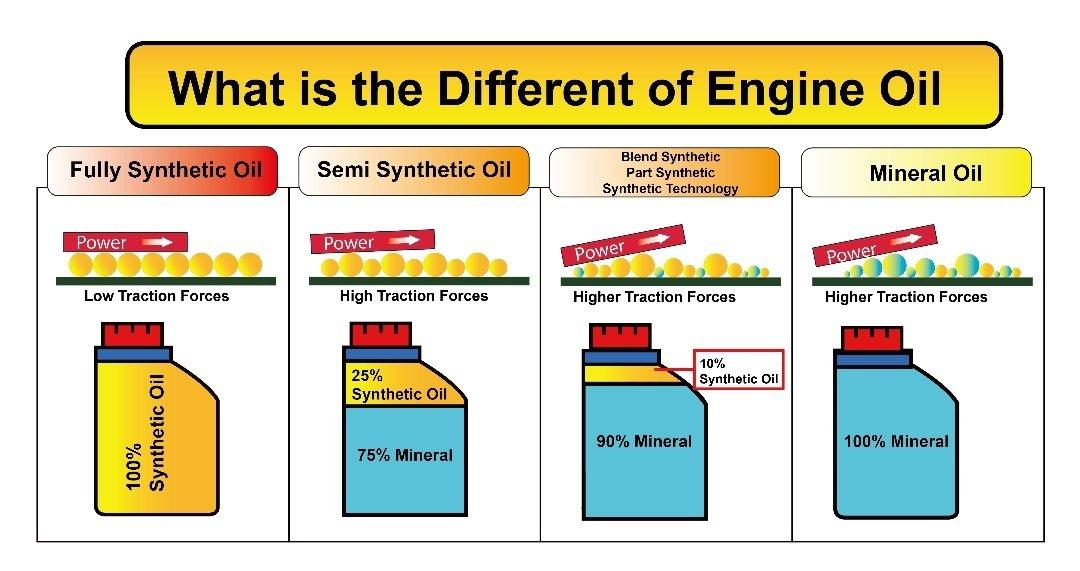 What is the Different of Engine Oil
Fully Synthetic Oil
Power
Low Traction Forces
100%
Synthetic Oil
Semi Synthetic Oil
Power
High Traction Forces
25%
Synthetic Oil
75% Mineral
Blend Synthetic
Part Synthetic
Synthetic Technology
Power
Higher Traction Forces
10%
Synthetic Oil
90% Mineral
Mineral Oil
Power
Higher Traction Forces
100% Mineral